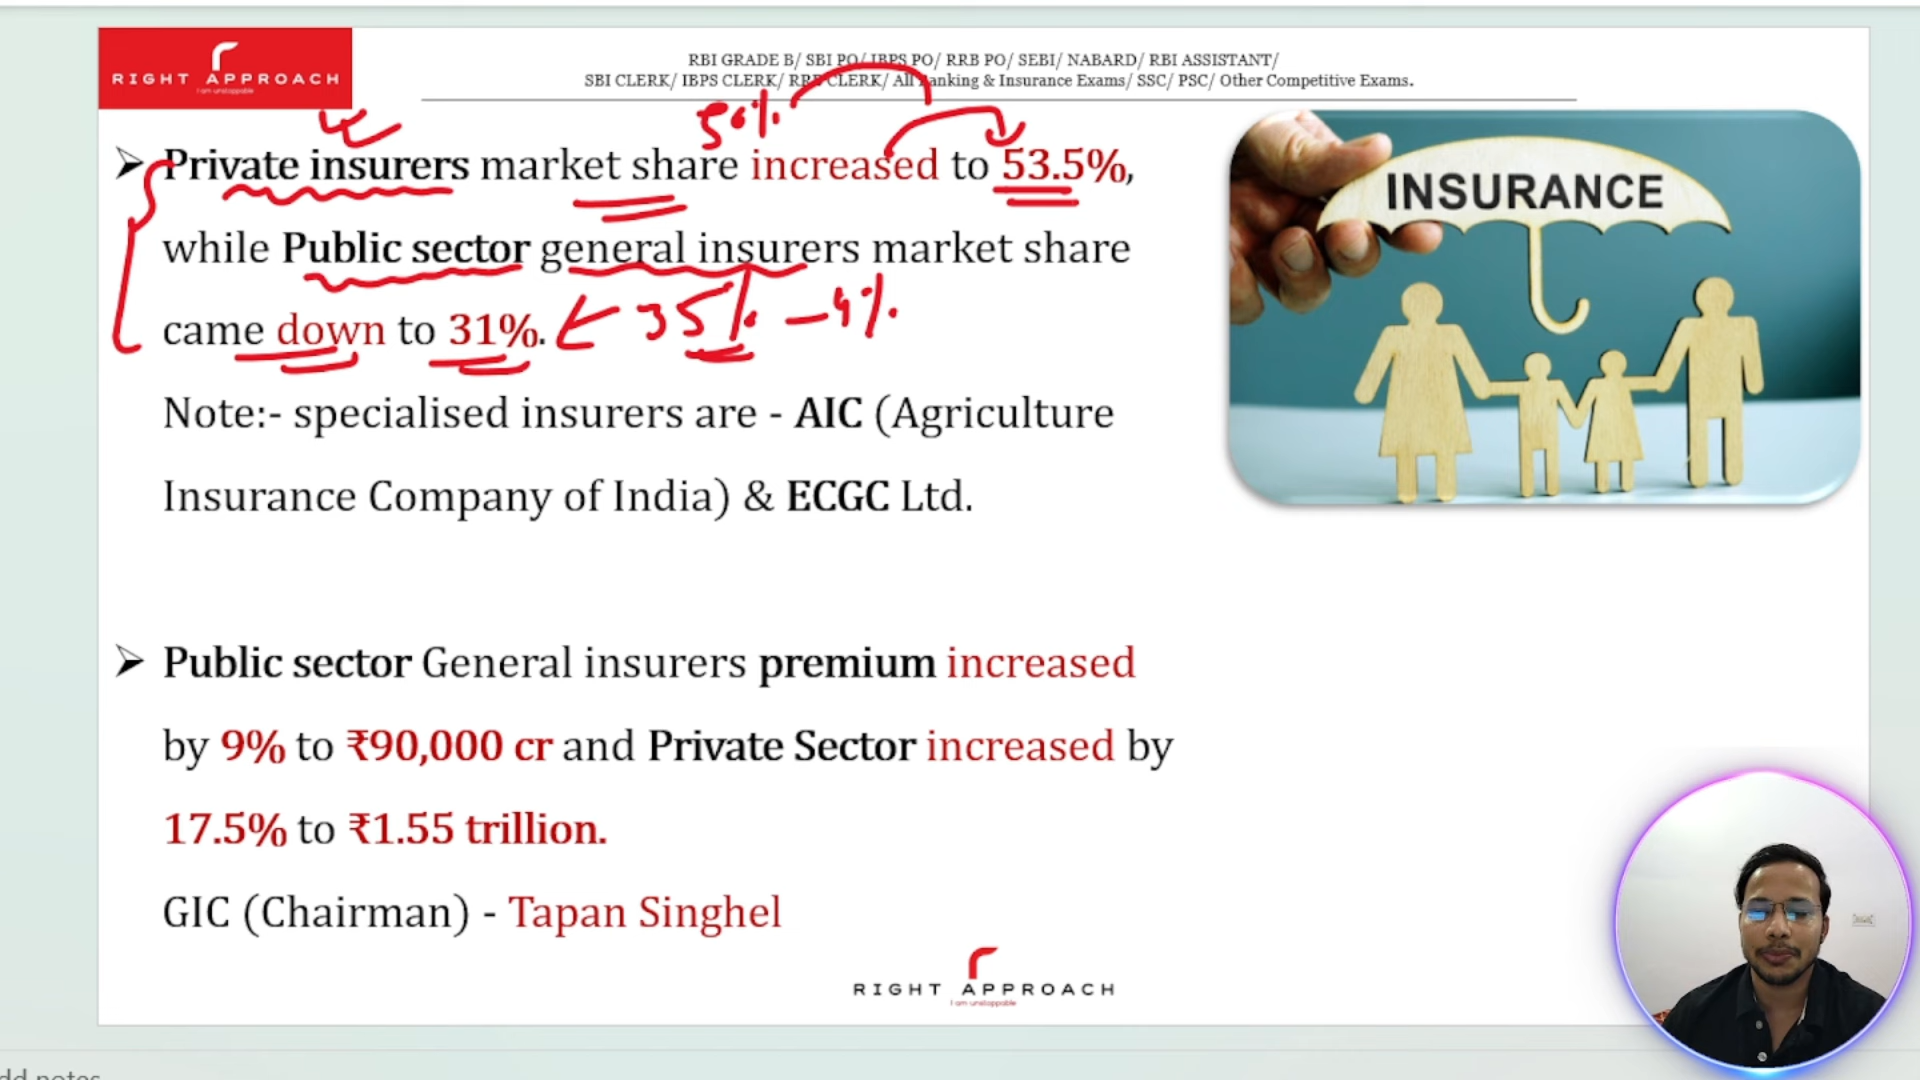 RIGHT APPROACH
I am unstoppable
RBI GRADE B/ SBI PO/ IBPS PO/ RRB PO/ SEBI/ NABARD/ RBI ASSISTANT/
SBI CLERK/ IBPS CLERK/ RRB CLERK/ All Banking & Insurance Exams/ SSC/ PSC/ Other Competitive Exams.
50%
➤ Private insurers market share increased to 53.5%,
while Public sector general insurers market share
came down to 31%. 35% -4%
Note:- specialised insurers are - AIC (Agriculture
Insurance Company of India) & ECGC Ltd.
INSURANCE
➤ Public sector General insurers premium increased
by 9% to ₹90,000 cr and Private Sector increased by
17.5% to ₹1.55 trillion.
GIC (Chairman) - Tapan Singhel
RIGHT APPROACH
I am unstoppable